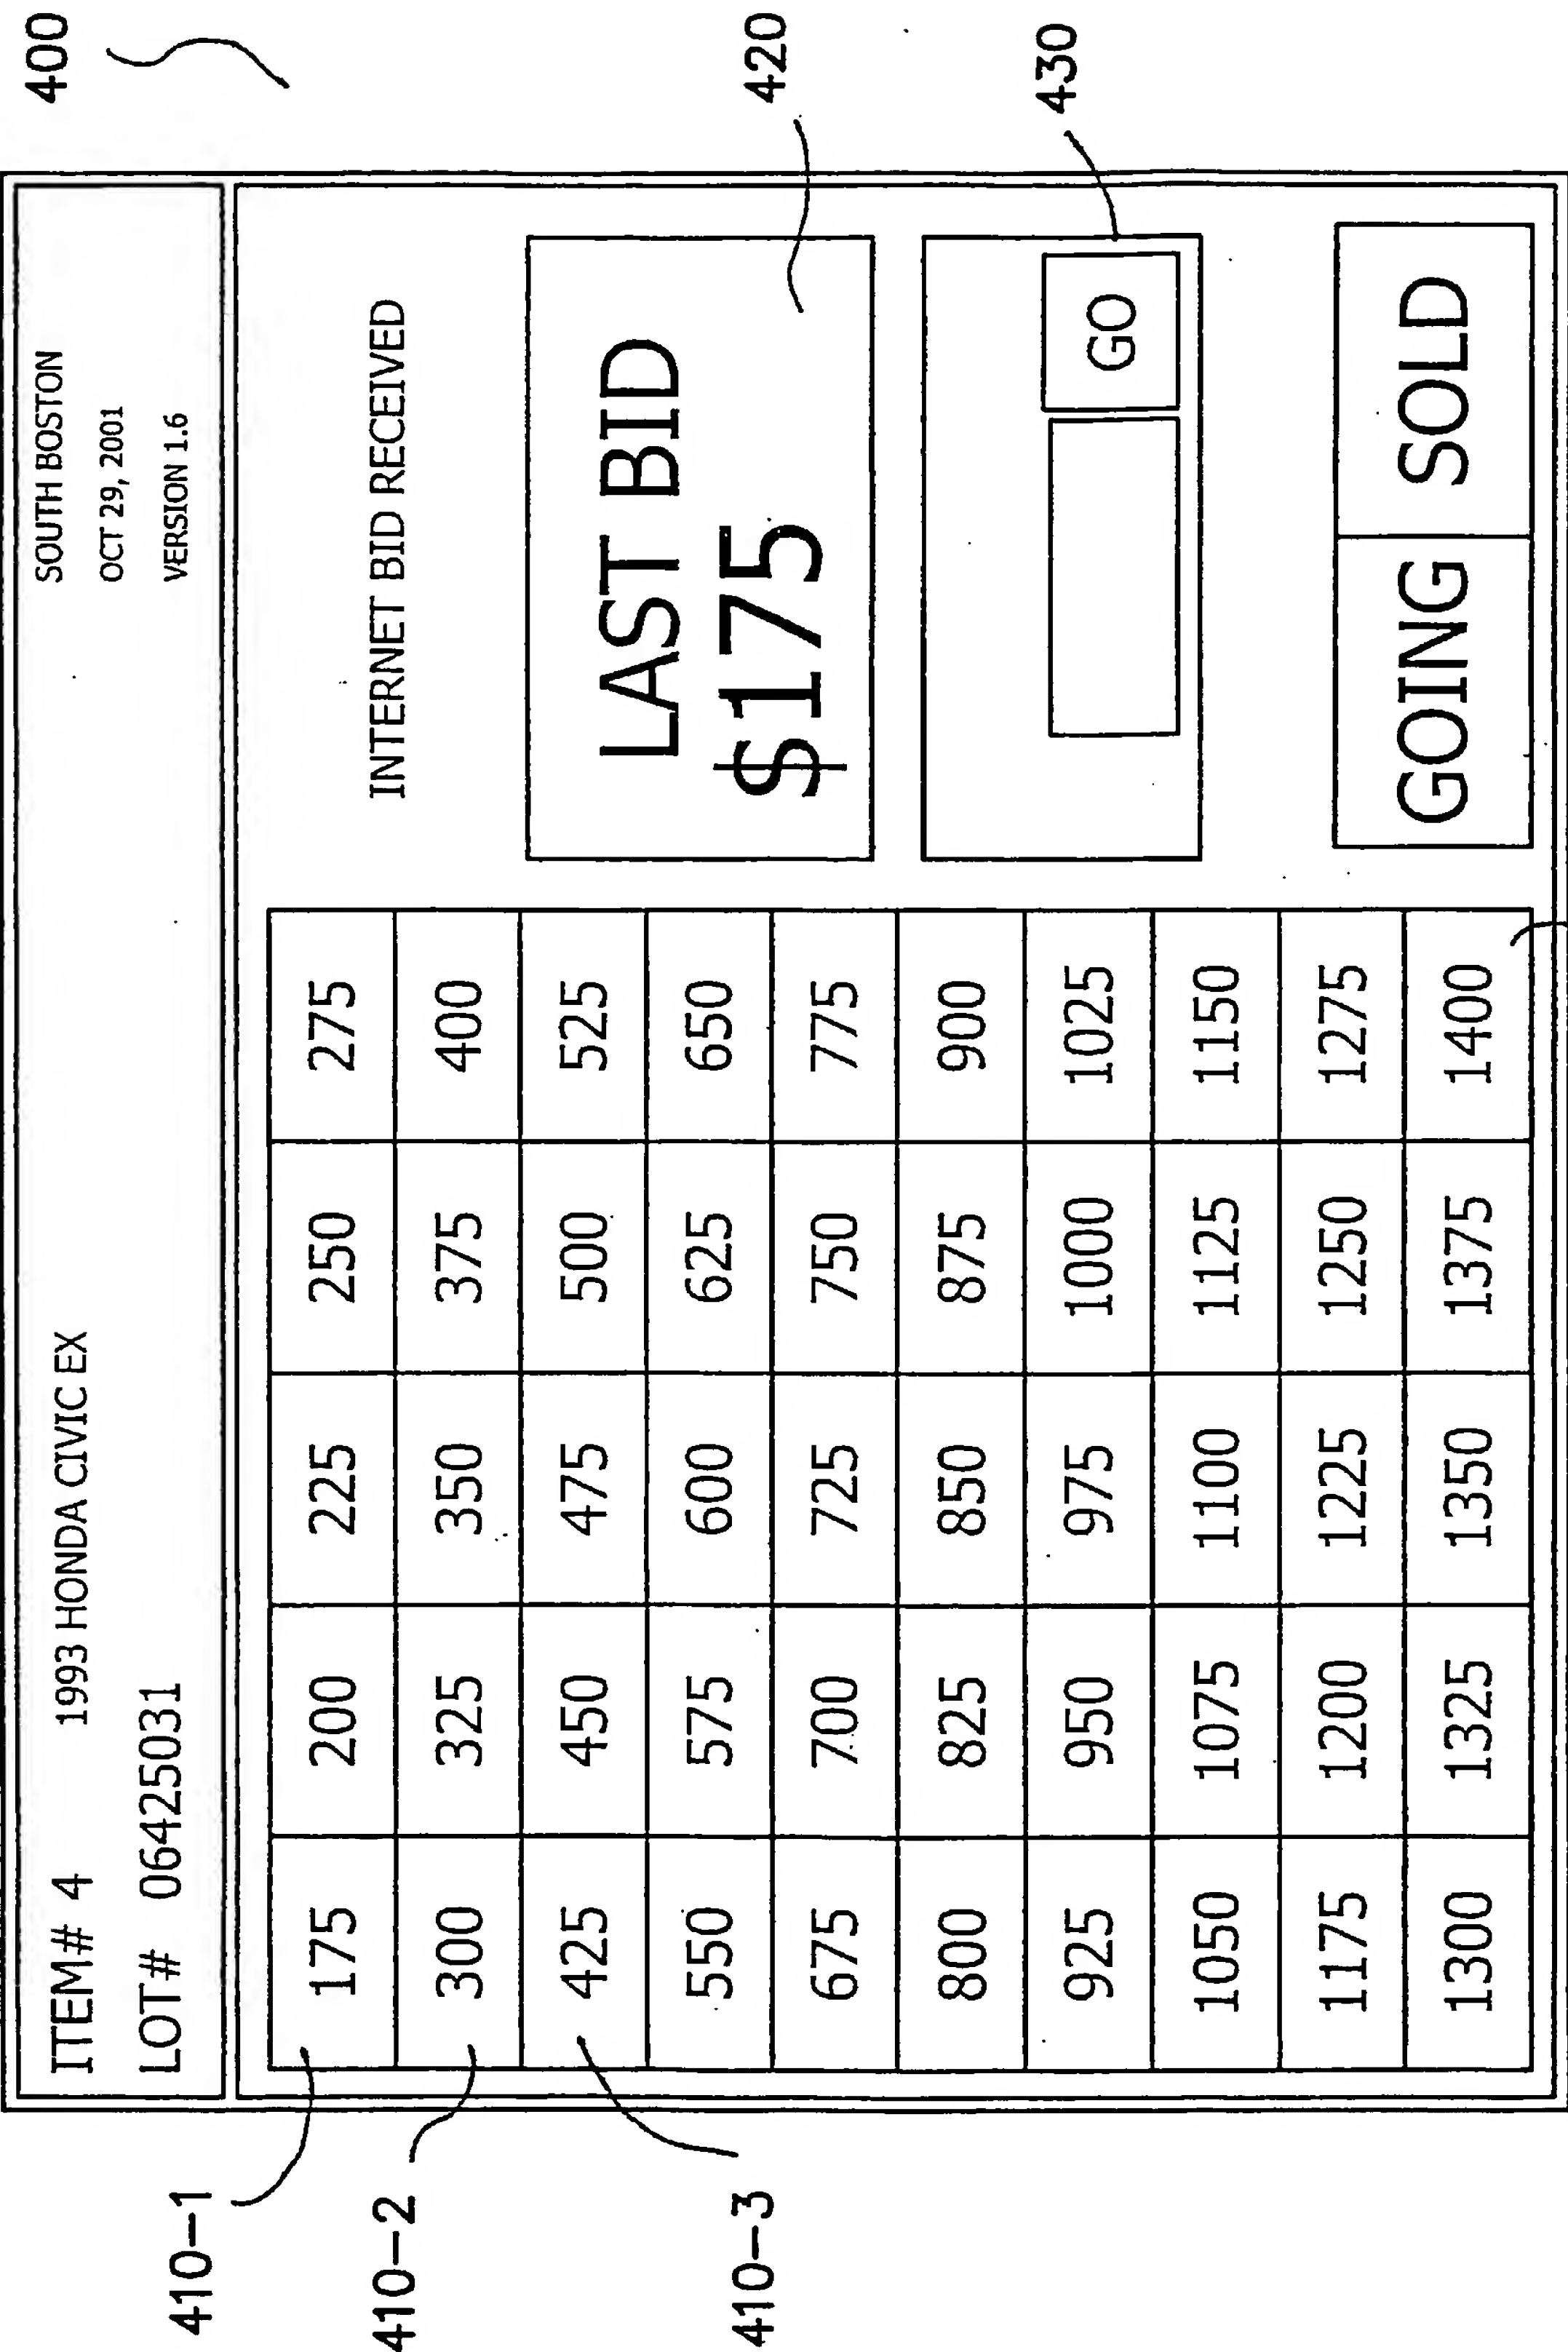 400
ITEM# 4 1993 HONDA CIVIC EX SOUTH BOSTON
OCT 29, 2001
LOT# 06425031
VERSION 1.6
410-1
410-2
410-3
175 200 225 250 275
300 325 350 375 400
425 450 475 500 525
550 575 600 625 650
675 700 725 750 775
800 825 850 875 900
925 950 975 1000 1025
1050 1075 1100 1125 1150
1175 1200 1225 1250 1275
1300 1325 1350 1375 1400
INTERNET BID RECEIVED
LAST BID
$175
420
GO
430
GOING SOLD